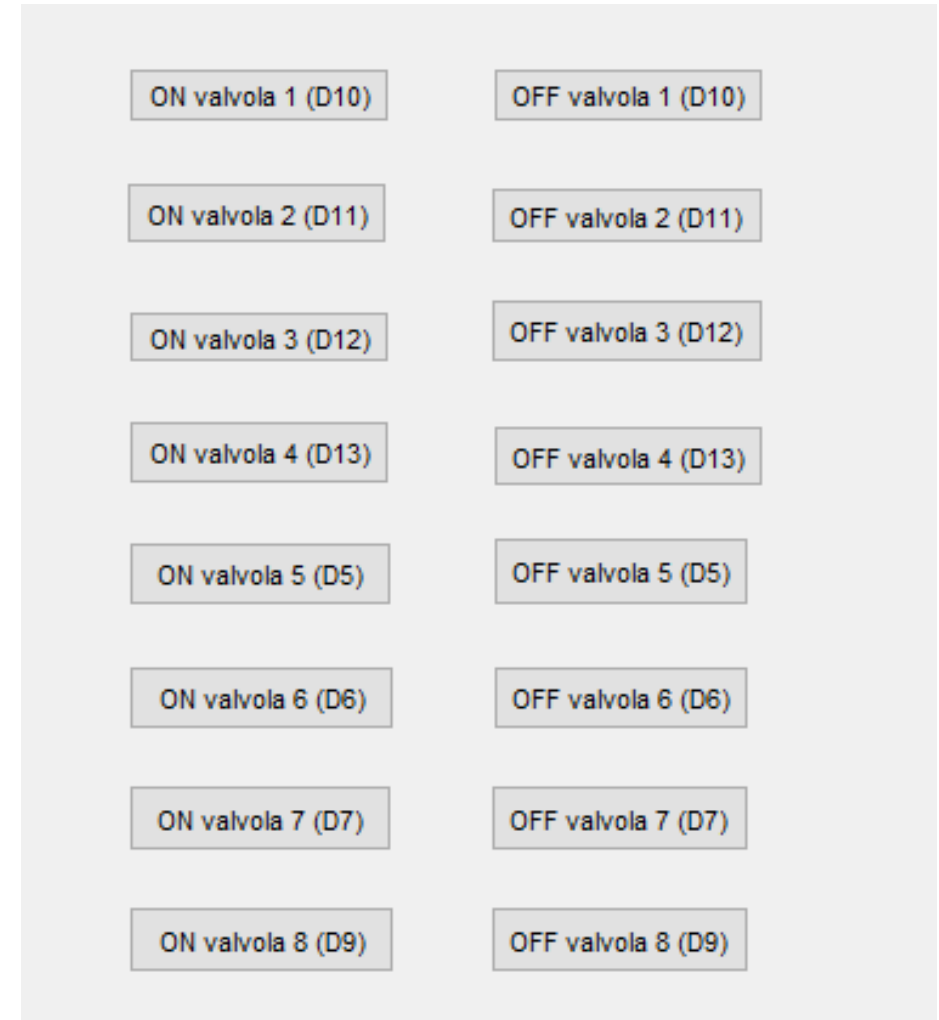 ON valvola 1 (D10)
OFF valvola 1 (D10)
ON valvola 2 (D11)
OFF valvola 2 (D11)
ON valvola 3 (D12)
OFF valvola 3 (D12)
ON valvola 4 (D13)
OFF valvola 4 (D13)
ON valvola 5 (D5)
OFF valvola 5 (D5)
ON valvola 6 (D6)
OFF valvola 6 (D6)
ON valvola 7 (D7)
OFF valvola 7 (D7)
ON valvola 8 (D9)
OFF valvola 8 (D9)